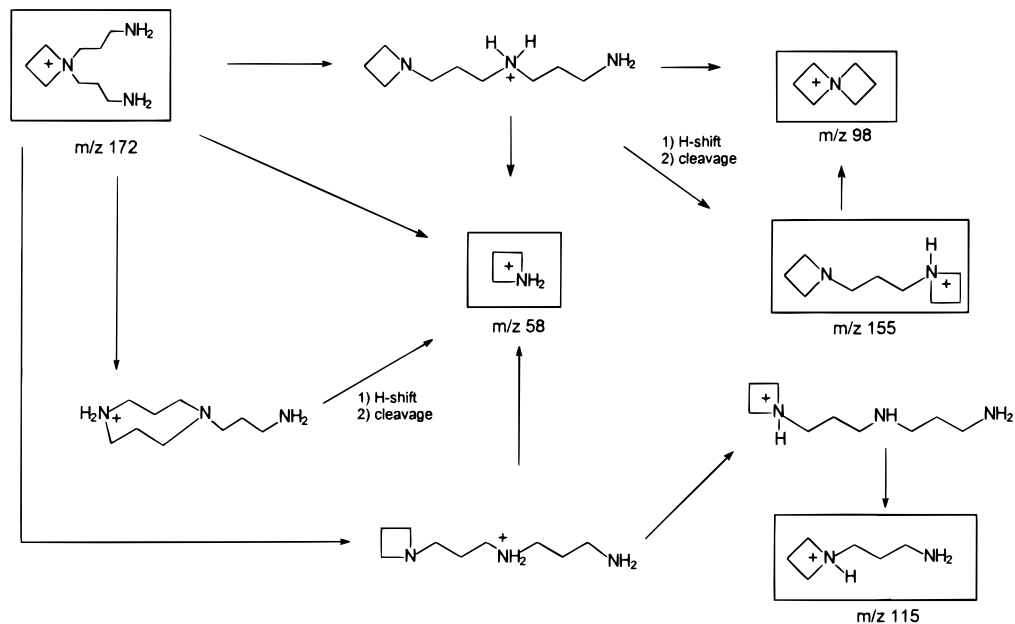 NH₂
+
N
NH₂
m/z 172
N
H H
N
+
NH₂
+
N
m/z 98
1) H-shift
2) cleavage
+
NH₂
m/z 58
N
H
N
+
m/z 155
H₂N
+
N
NH₂
1) H-shift
2) cleavage
+
N
H
NH
NH₂
N
+
NH₂
NH₂
+
N
H
NH₂
m/z 115